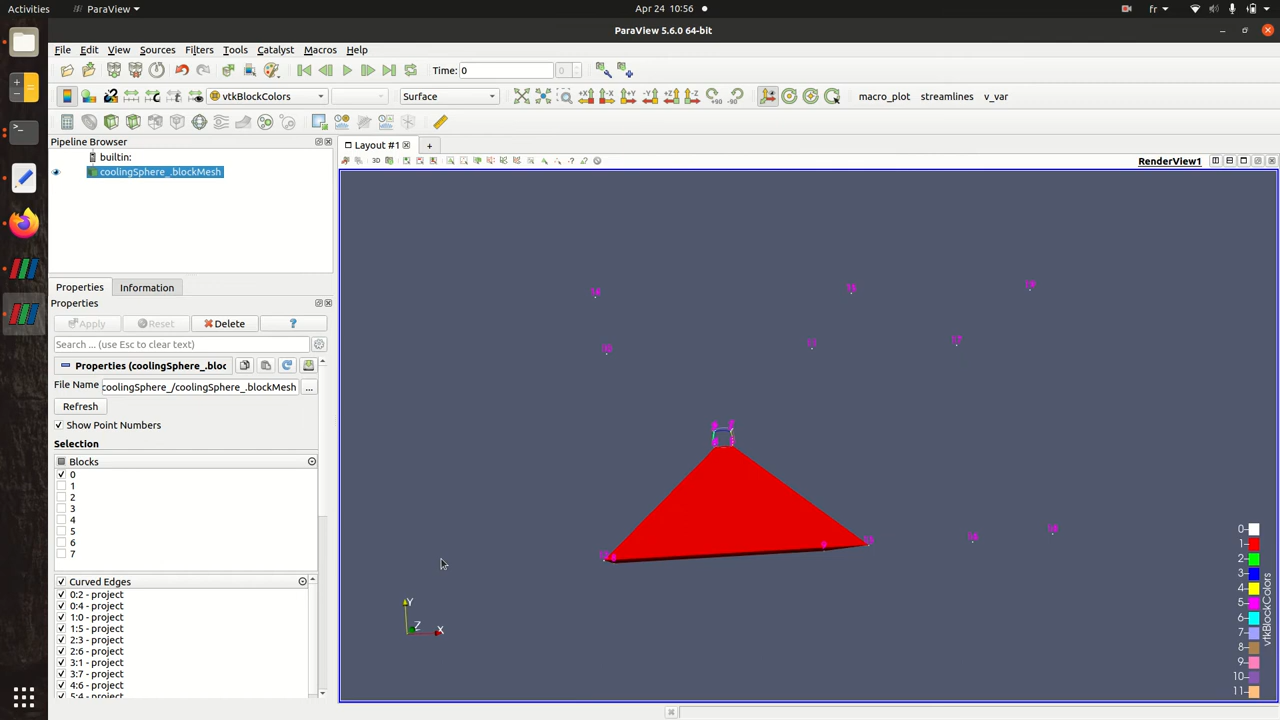 Activities
ParaView
Apr 24 10:56
fr
ParaView 5.6.0 64-bit
File Edit View Sources Filters Tools Catalyst Macros Help
Time: 0
0
vtkBlockColors
Surface
macro_plot streamlines v_var
Pipeline Browser
Layout #1
builtin:
coolingSphere_.blockMesh
3D
RenderView1
Properties Information
Properties
Apply Reset Delete ?
Search ... (use Esc to clear text)
Properties (coolingSphere_.bloc
File Name coolingSphere_/coolingSphere_.blockMesh ...
Refresh
Show Point Numbers
Selection
Blocks
0
1
2
3
4
5
6
7
Curved Edges
0:2 - project
0:4 - project
1:0 - project
1:5 - project
2:3 - project
2:6 - project
3:1 - project
3:7 - project
4:6 - project
5:4 - project
Y
Z X
0
1
2
3
4
5
6
7
8
9
10
11
vtkBlockColors